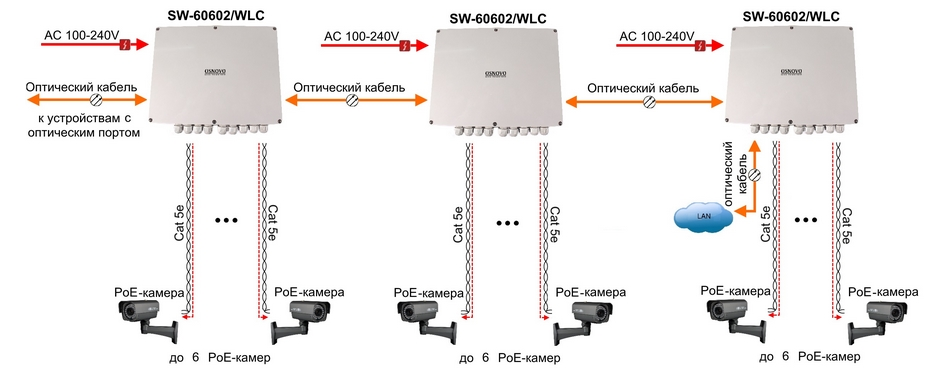 SW-60602/WLC
AC 100-240V
OSNOVO
Оптический кабель
к устройствам с
оптическим портом
Cat 5e
Cat 5e
PoE-камера
PoE-камера
до 6 PoE-камер
SW-60602/WLC
AC 100-240V
OSNOVO
Оптический кабель
Cat 5e
Cat 5e
PoE-камера
PoE-камера
до 6 PoE-камер
SW-60602/WLC
AC 100-240V
OSNOVO
Оптический кабель
оптический
кабель
LAN
Cat 5e
Cat 5e
PoE-камера
PoE-камера
до 6 PoE-камер